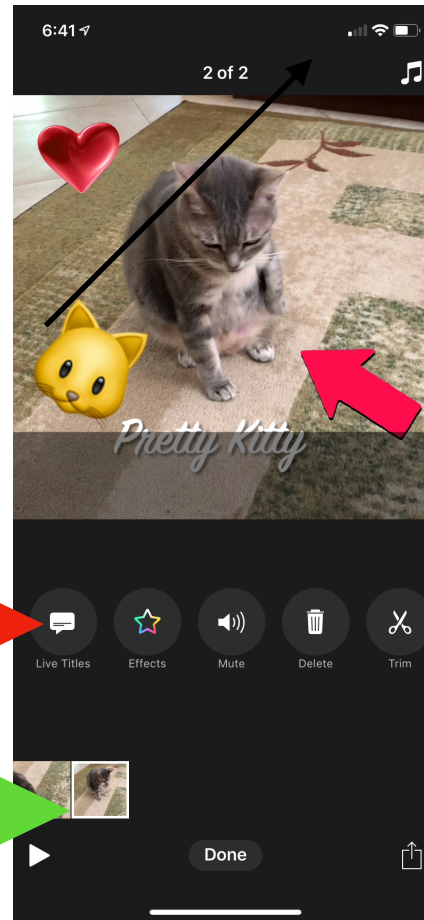 6:41
2 of 2
Pretty Kitty
Live Titles
Effects
Mute
Delete
Trim
Done